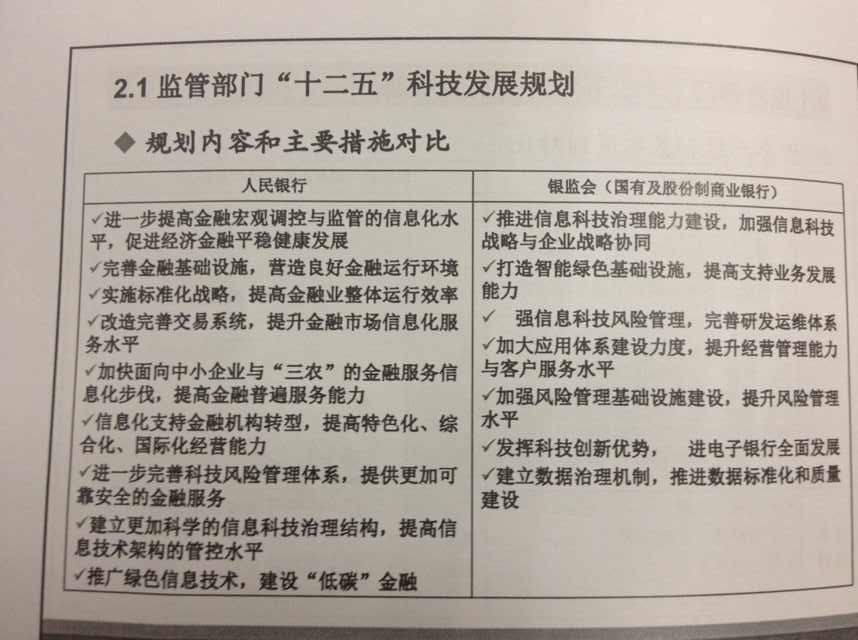 2.1 监管部门“十二五”科技发展规划
◆ 规划内容和主要措施对比
人民银行
✓进一步提高金融宏观调控与监管的信息化水
平，促进经济金融平稳健康发展
✓完善金融基础设施，营造良好金融运行环境
✓实施标准化战略，提高金融业整体运行效率
✓改造完善交易系统，提升金融市场信息化服
务水平
✓加快面向中小企业与“三农”的金融服务信
息化步伐，提高金融普遍服务能力
✓信息化支持金融机构转型，提高特色化、综
合化、国际化经营能力
✓进一步完善科技风险管理体系，提供更加可
靠安全的金融服务
✓建立更加科学的信息科技治理结构，提高信
息技术架构的管控水平
✓推广绿色信息技术，建设“低碳”金融
银监会（国有及股份制商业银行）
✓推进信息科技治理能力建设，加强信息科技
战略与企业战略协同
✓打造智能绿色基础设施，提高支持业务发展
能力
✓ 强信息科技风险管理，完善研发运维体系
✓加大应用体系建设力度，提升经营管理能力
与客户服务水平
✓加强风险管理基础设施建设，提升风险管理
水平
✓发挥科技创新优势， 进电子银行全面发展
✓建立数据治理机制，推进数据标准化和质量
建设